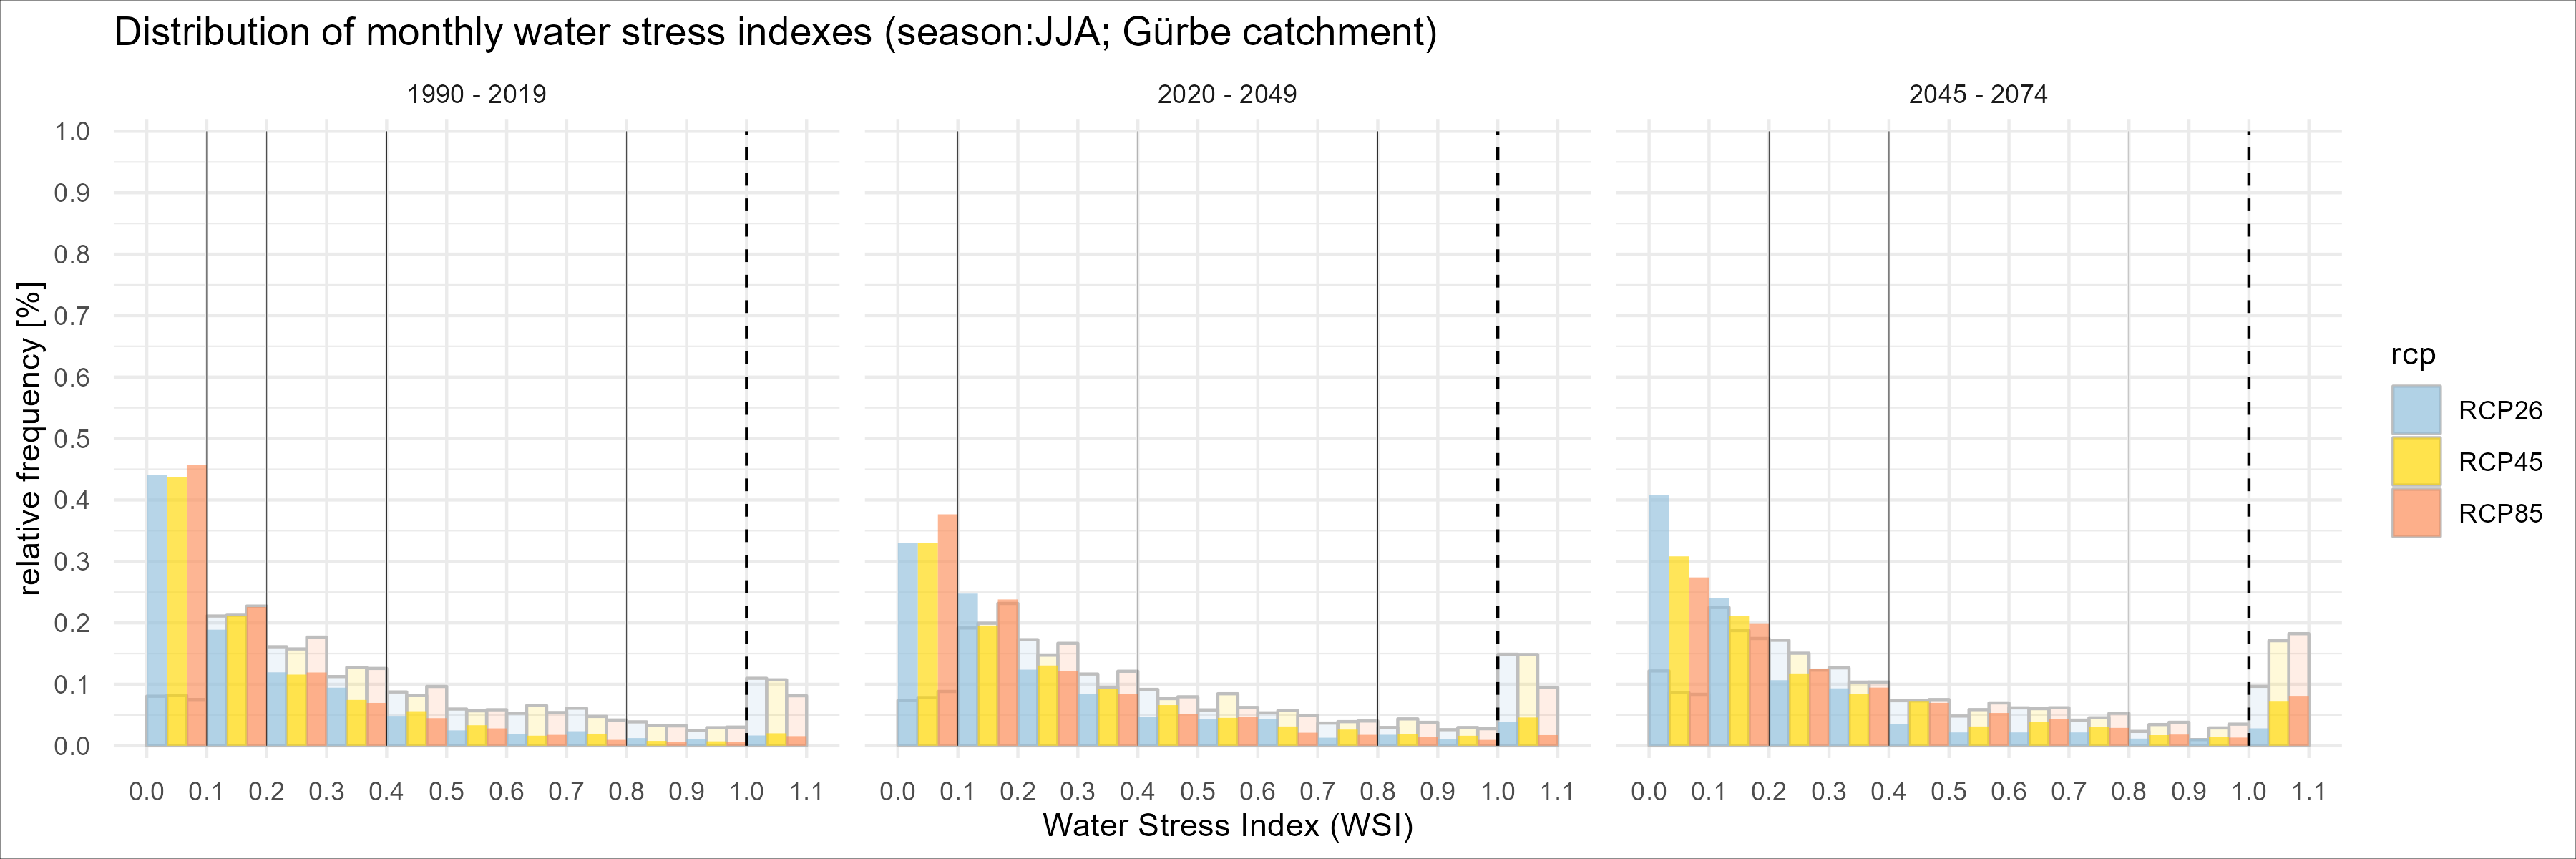 Distribution of monthly water stress indexes (season:JJA; Gürbe catchment)
1990 - 2019
2020 - 2049
2045 - 2074
relative frequency [%]
1.0
0.9
0.8
0.7
0.6
0.5
0.4
0.3
0.2
0.1
0.0
0.0 0.1 0.2 0.3 0.4 0.5 0.6 0.7 0.8 0.9 1.0 1.1
0.0 0.1 0.2 0.3 0.4 0.5 0.6 0.7 0.8 0.9 1.0 1.1
0.0 0.1 0.2 0.3 0.4 0.5 0.6 0.7 0.8 0.9 1.0 1.1
Water Stress Index (WSI)
rcp
RCP26
RCP45
RCP85